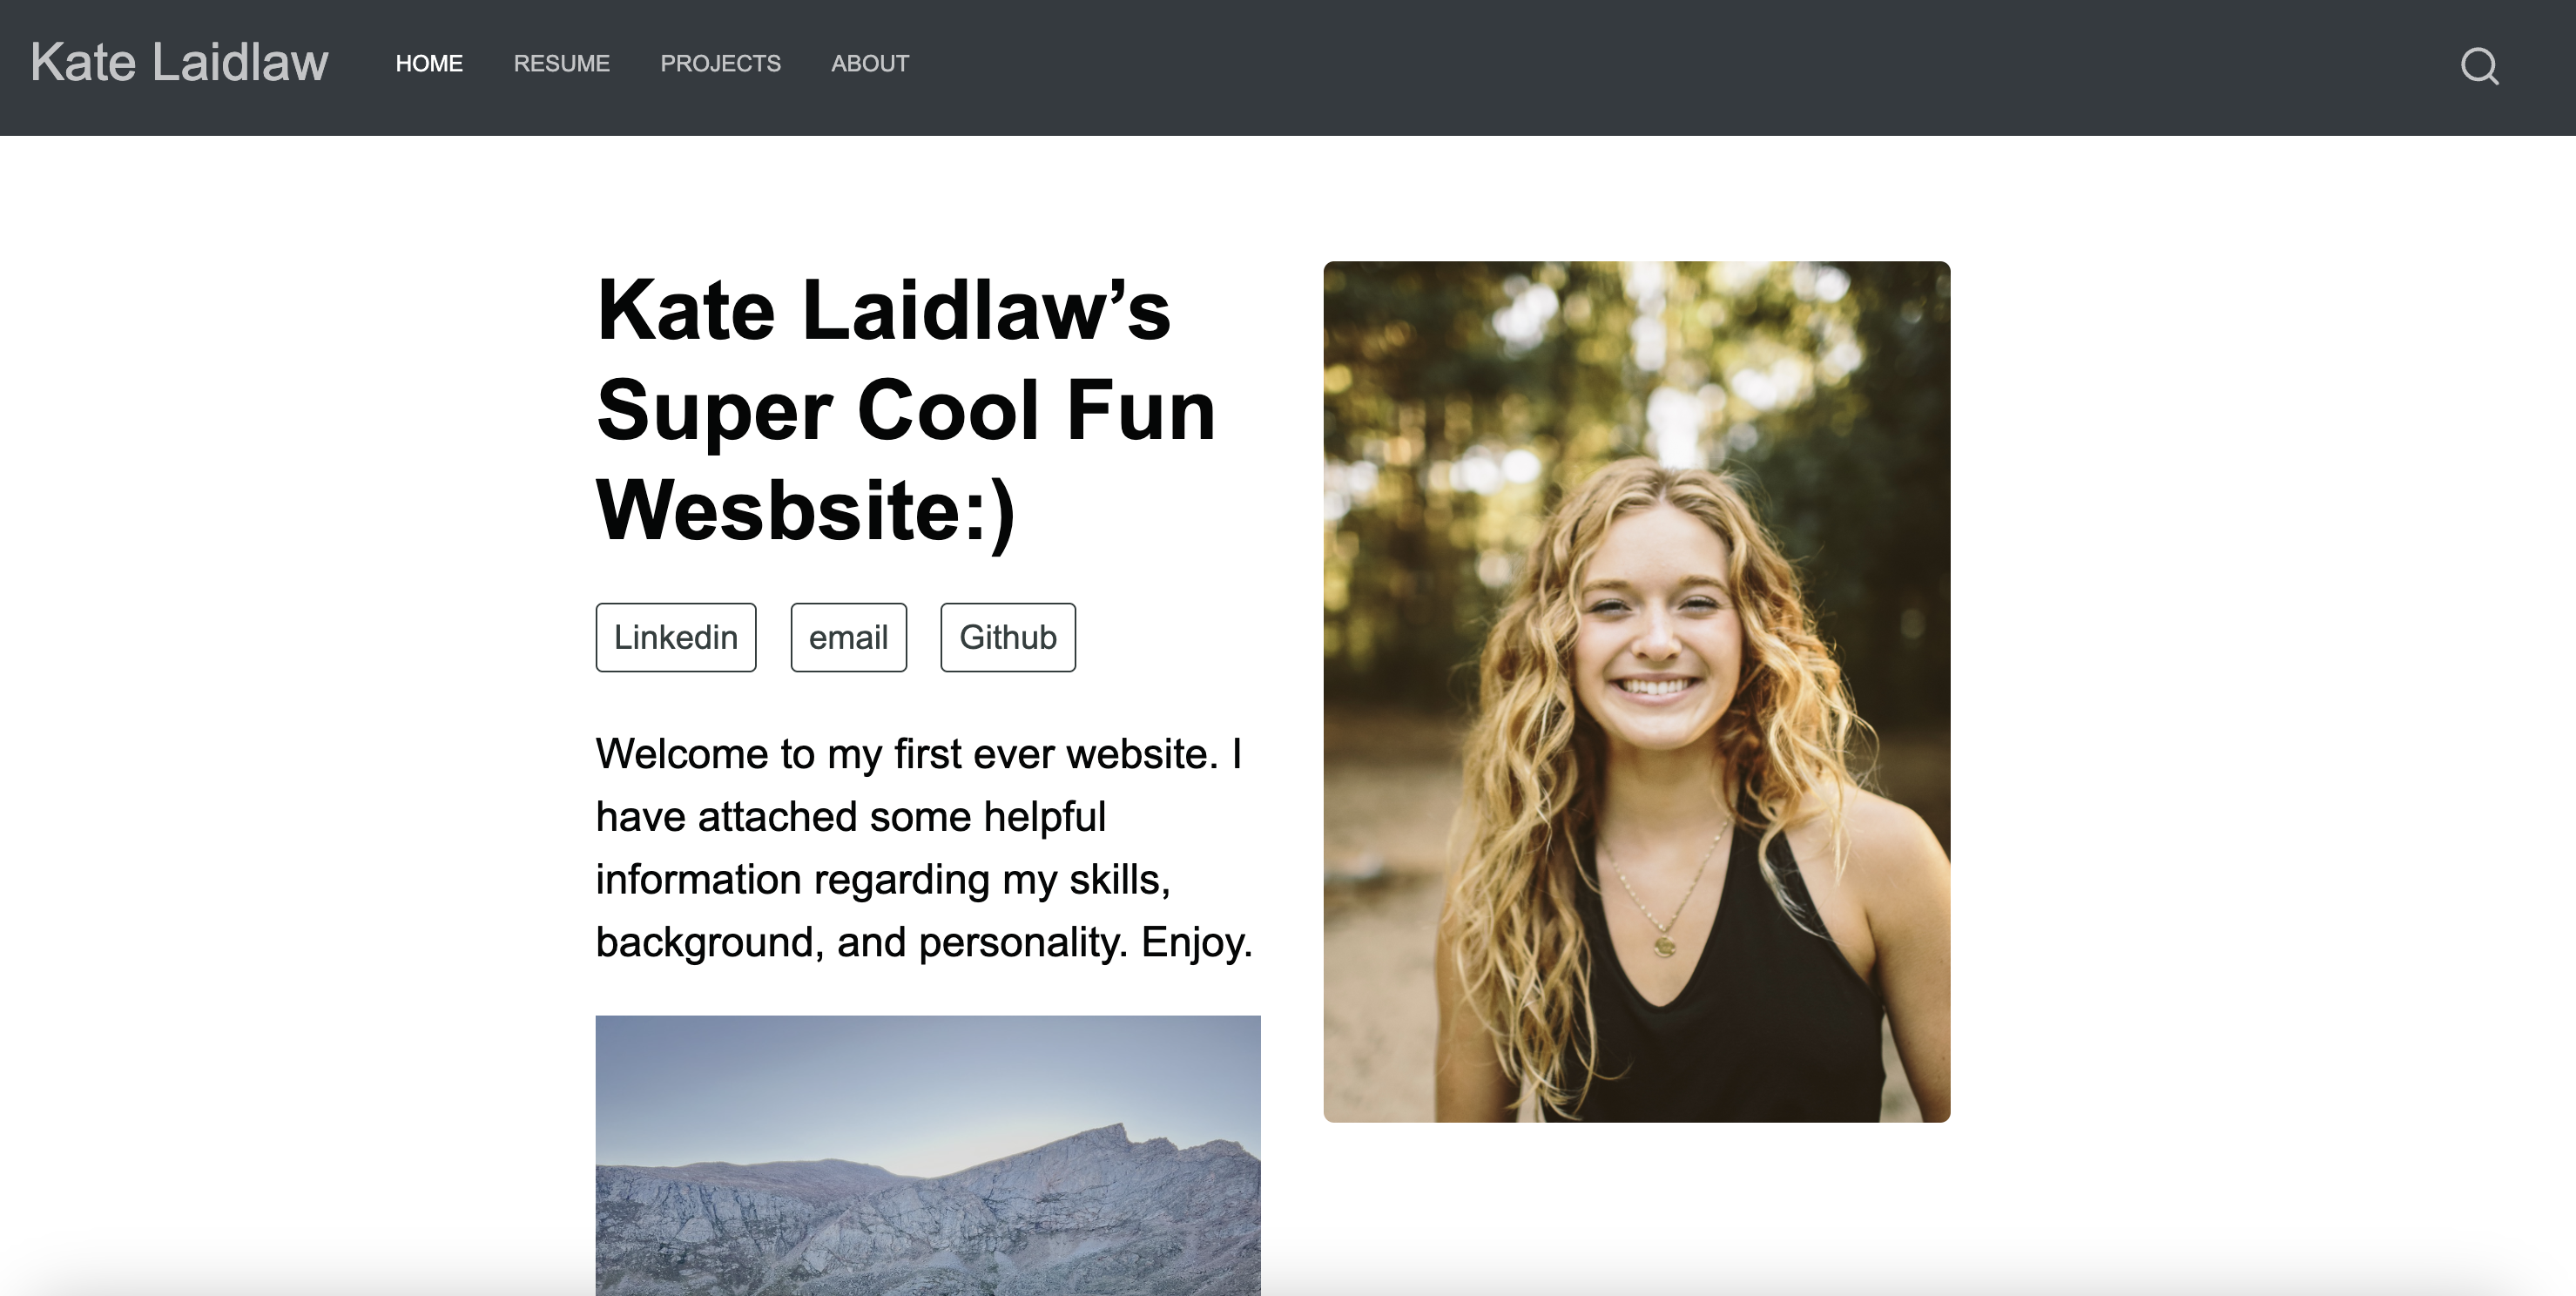 Kate Laidlaw HOME RESUME PROJECTS ABOUT
Kate Laidlaw’s
Super Cool Fun
Wesbsite:)
Linkedin email Github
Welcome to my first ever website. I
have attached some helpful
information regarding my skills,
background, and personality. Enjoy.